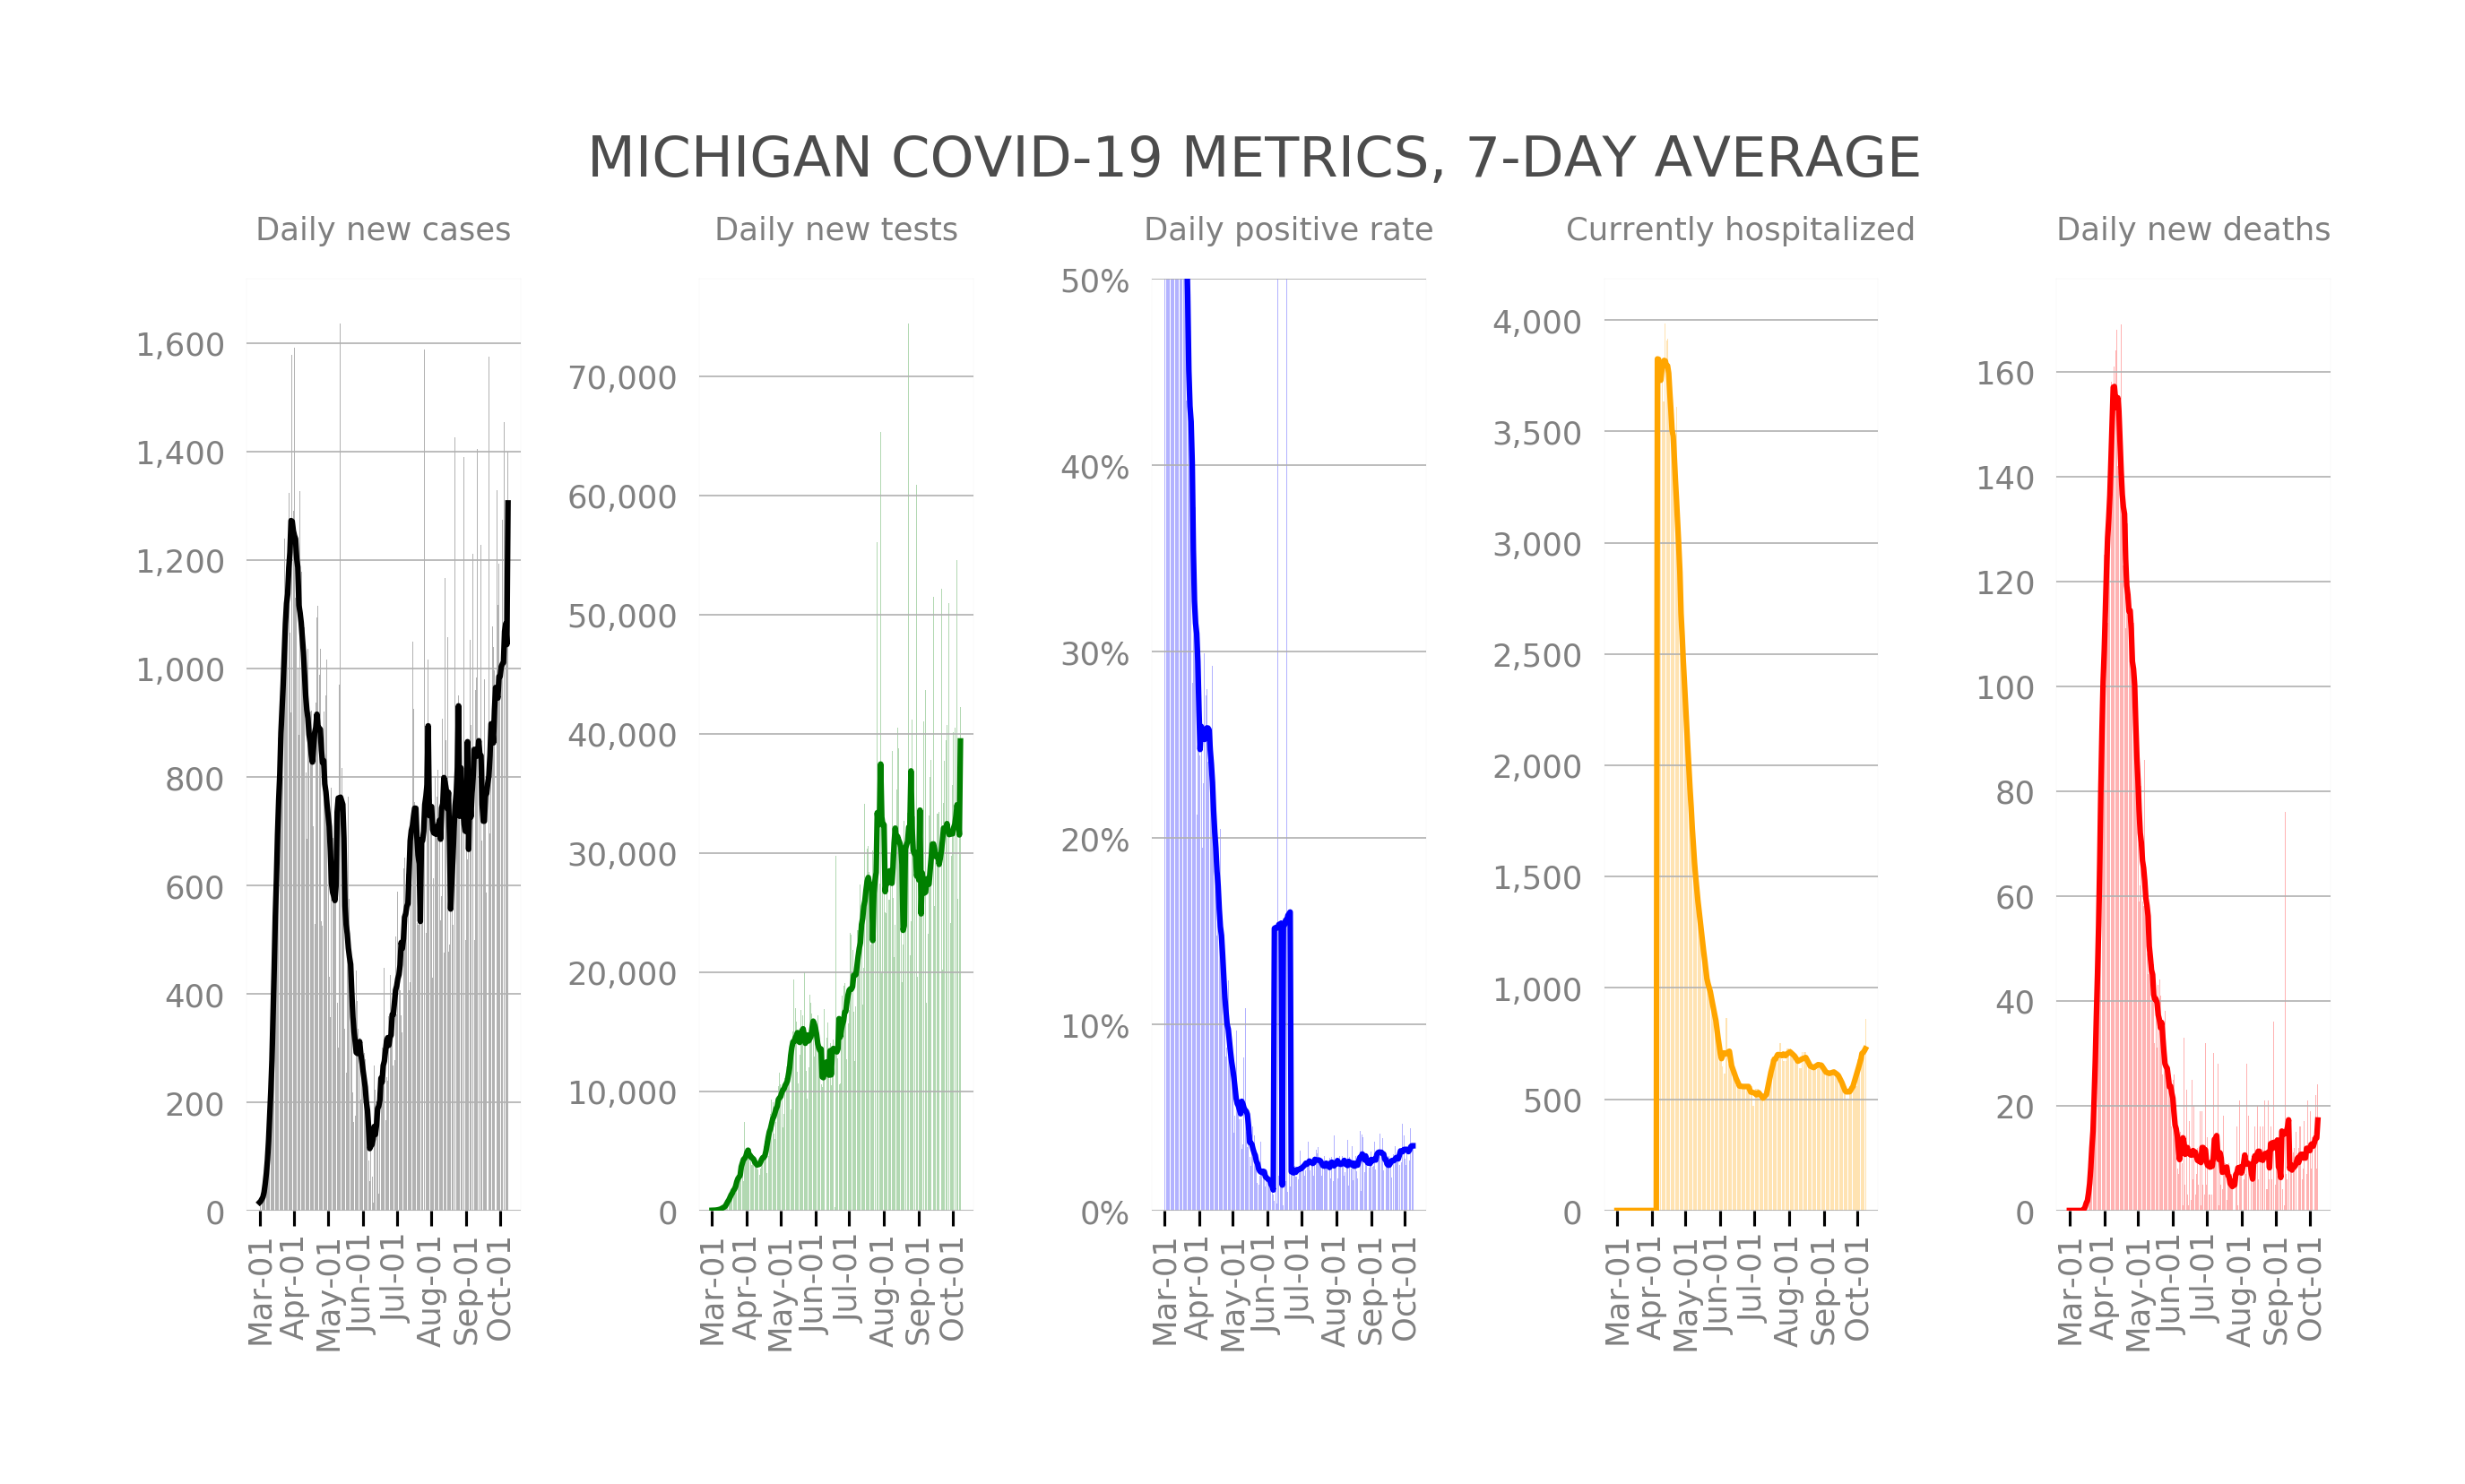 MICHIGAN COVID-19 METRICS, 7-DAY AVERAGE
Daily new cases
1,600
1,400
1,200
1,000
800
600
400
200
0
Mar-01
Apr-01
May-01
Jun-01
Jul-01
Aug-01
Sep-01
Oct-01
Daily new tests
70,000
60,000
50,000
40,000
30,000
20,000
10,000
0
Mar-01
Apr-01
May-01
Jun-01
Jul-01
Aug-01
Sep-01
Oct-01
Daily positive rate
50%
40%
30%
20%
10%
0%
Mar-01
Apr-01
May-01
Jun-01
Jul-01
Aug-01
Sep-01
Oct-01
Currently hospitalized
4,000
3,500
3,000
2,500
2,000
1,500
1,000
500
0
Mar-01
Apr-01
May-01
Jun-01
Jul-01
Aug-01
Sep-01
Oct-01
Daily new deaths
160
140
120
100
80
60
40
20
0
Mar-01
Apr-01
May-01
Jun-01
Jul-01
Aug-01
Sep-01
Oct-01